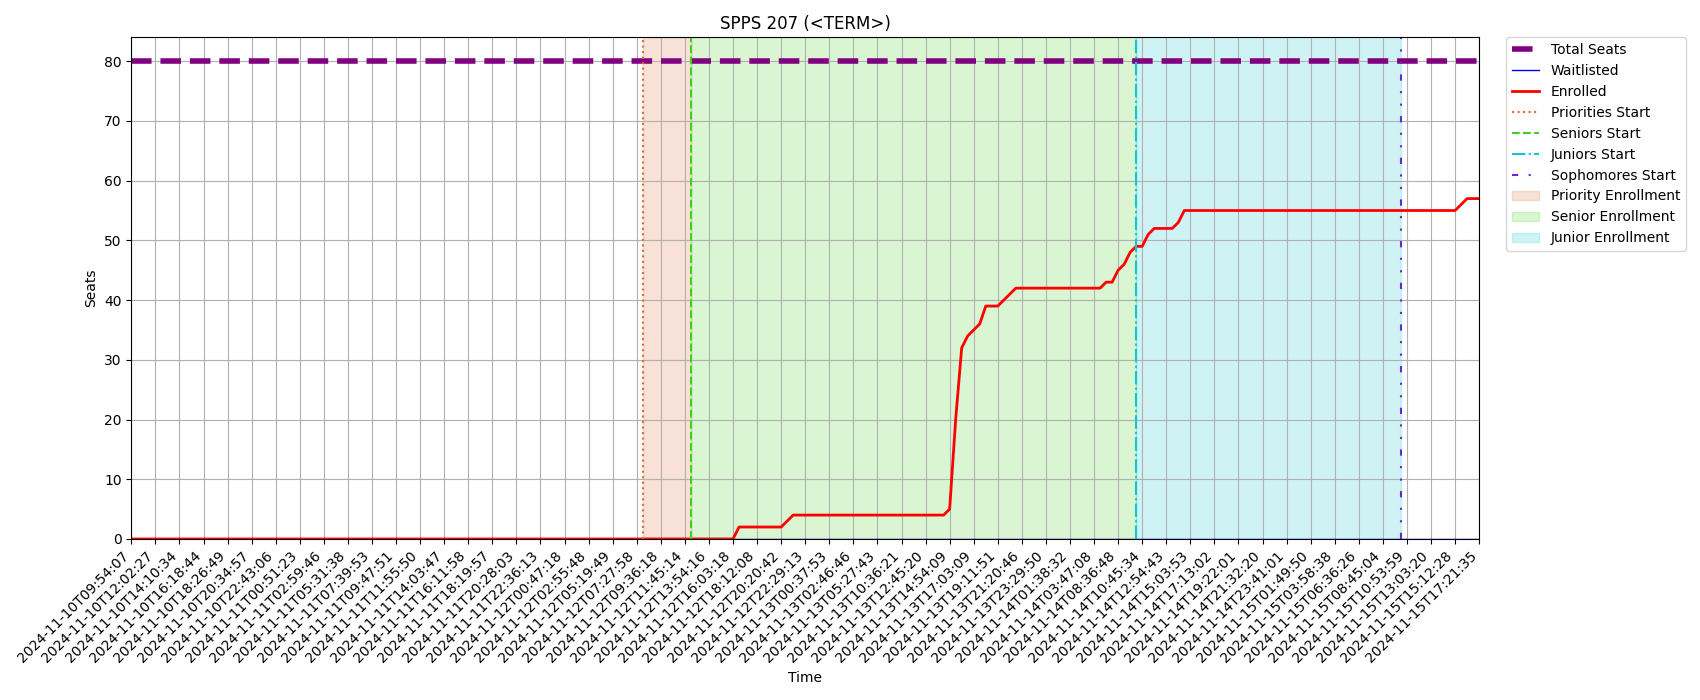 SPPS 207 (<TERM>)
80
70
60
50
40
30
20
10
0
Seats
2024-11-10T09:54:07
2024-11-10T12:02:27
2024-11-10T14:10:34
2024-11-10T16:18:44
2024-11-10T18:26:49
2024-11-10T20:34:57
2024-11-10T22:43:06
2024-11-11T00:51:23
2024-11-11T02:59:46
2024-11-11T05:31:38
2024-11-11T07:39:53
2024-11-11T09:47:51
2024-11-11T11:55:50
2024-11-11T14:03:47
2024-11-11T16:11:58
2024-11-11T18:19:57
2024-11-11T20:28:03
2024-11-11T22:36:13
2024-11-12T00:47:18
2024-11-12T02:55:48
2024-11-12T05:19:49
2024-11-12T07:27:58
2024-11-12T09:36:18
2024-11-12T11:45:14
2024-11-12T13:54:16
2024-11-12T16:03:18
2024-11-12T18:12:08
2024-11-12T20:20:42
2024-11-12T22:29:13
2024-11-13T00:37:53
2024-11-13T02:46:46
2024-11-13T05:27:43
2024-11-13T10:36:21
2024-11-13T12:45:20
2024-11-13T14:54:09
2024-11-13T17:03:09
2024-11-13T19:11:51
2024-11-13T21:20:46
2024-11-13T23:29:50
2024-11-14T01:38:32
2024-11-14T03:47:08
2024-11-14T08:36:48
2024-11-14T10:45:34
2024-11-14T12:54:43
2024-11-14T15:03:53
2024-11-14T17:13:02
2024-11-14T19:22:01
2024-11-14T21:32:20
2024-11-14T23:41:01
2024-11-15T01:49:50
2024-11-15T03:58:38
2024-11-15T06:36:26
2024-11-15T08:45:04
2024-11-15T10:53:59
2024-11-15T13:03:20
2024-11-15T15:12:28
2024-11-15T17:21:35
Time
Total Seats
Waitlisted
Enrolled
Priorities Start
Seniors Start
Juniors Start
Sophomores Start
Priority Enrollment
Senior Enrollment
Junior Enrollment